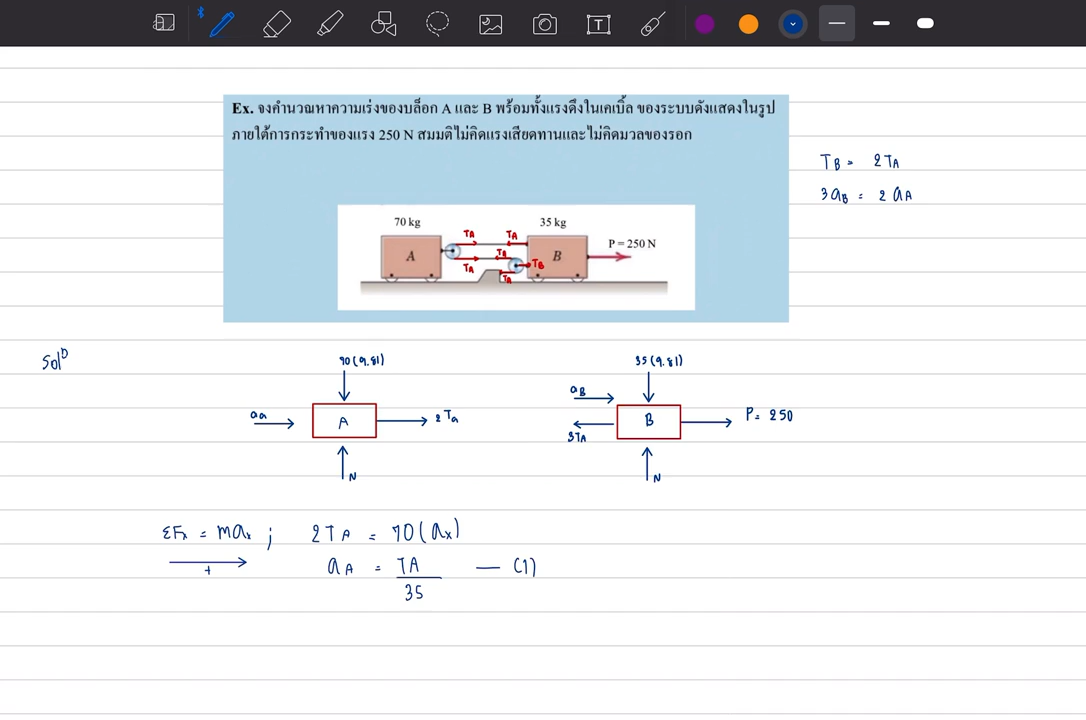 T
Ex. จงคำนวณหาความเร่งของบล็อก A และ B พร้อมทั้งแรงดึงในเคเบิ้ล ของระบบดังแสดงในรูป
ภายใต้การกระทำของแรง 250 N สมมติไม่คิดแรงเสียดทานและไม่คิดมวลของรอก
TB = 2TA
3aB = 2aA
70 kg
35 kg
TA
TA
P = 250 N
A
TA
TB
B
TA
TA
Solⁿ
70(9.81)
35(9.81)
aa
A
2Ta
aB
3TA
B
P = 250
N
N
ΣFx = max ; 2TA = 70(ax)
+
aA = TA/35 — (1)